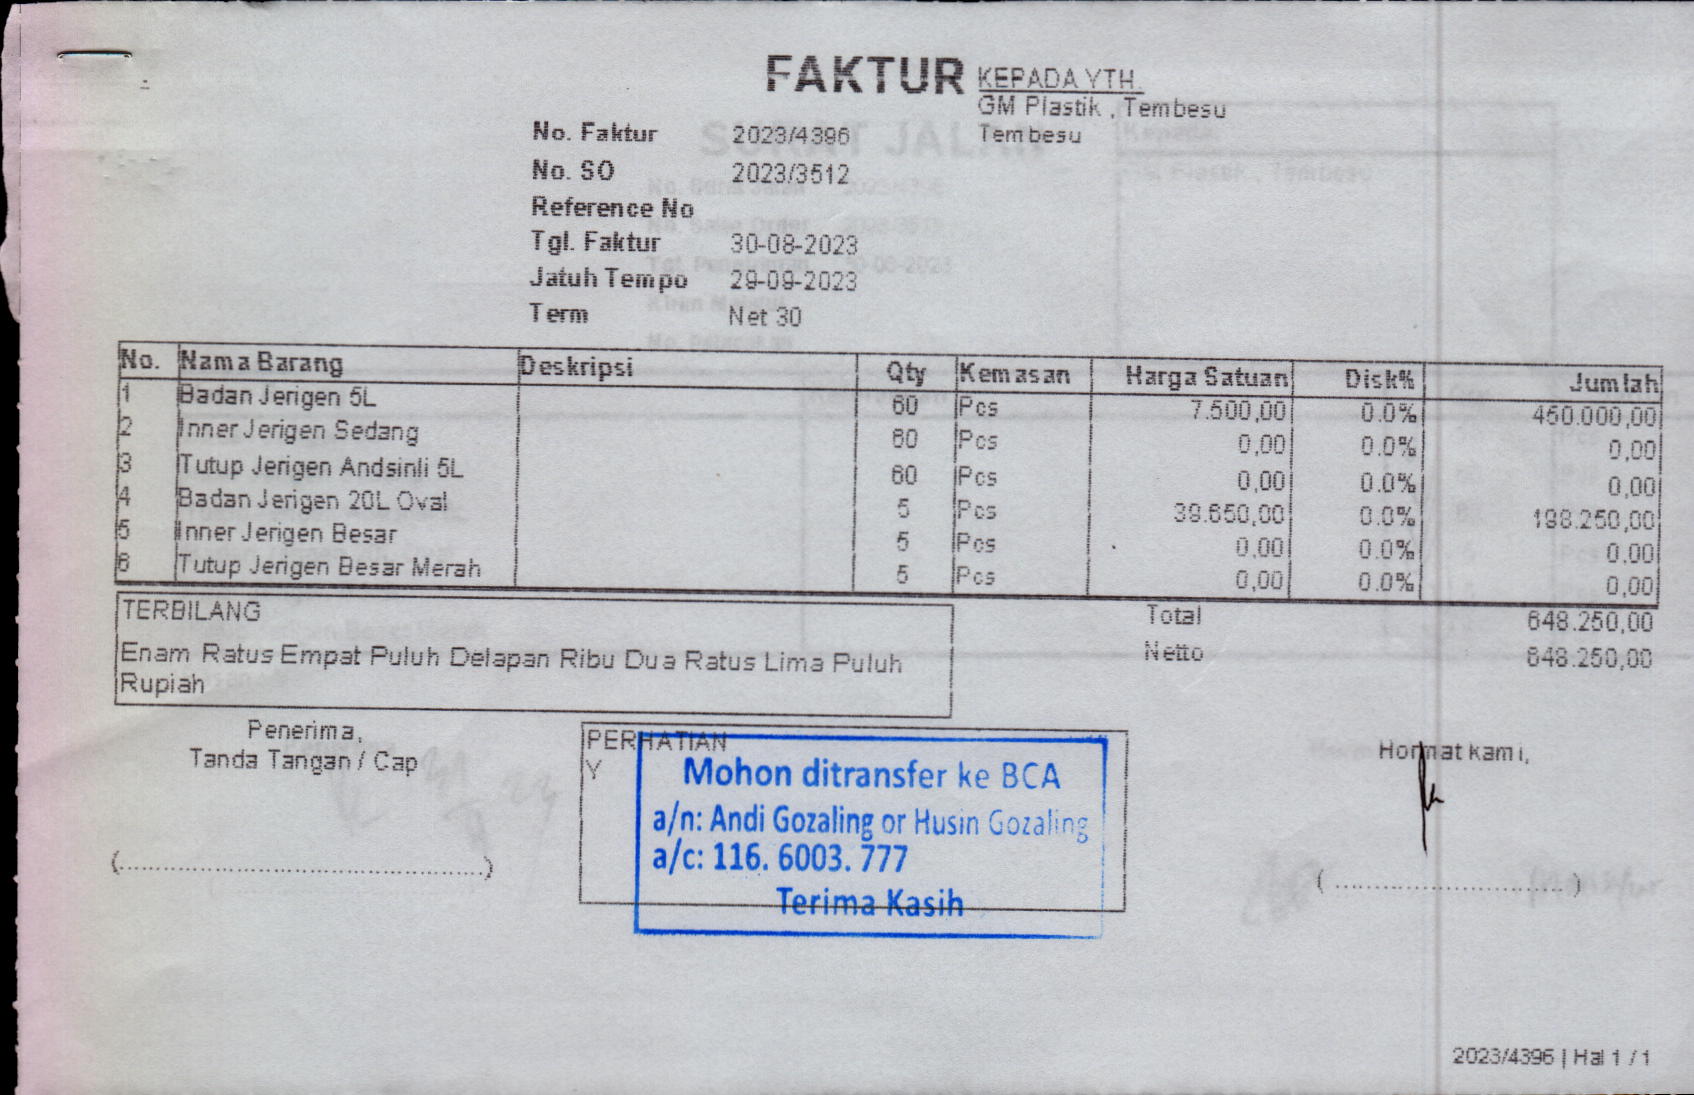 FAKTUR
KEPADA YTH.
GM Plastik , Tembesu
Tembesu
No. Faktur 2023/4396
No. SO 2023/3512
Reference No
Tgl. Faktur 30-08-2023
Jatuh Tempo 29-09-2023
Term Net 30
No. Nama Barang Deskripsi Qty Kemasan Harga Satuan Disk% Jumlah
1 Badan Jerigen 5L 60 Pcs 7.500,00 0.0% 450.000,00
2 Inner Jerigen Sedang 60 Pcs 0,00 0.0% 0,00
3 Tutup Jerigen Andsinli 5L 60 Pcs 0,00 0.0% 0,00
4 Badan Jerigen 20L Oval 5 Pcs 39.650,00 0.0% 198.250,00
5 Inner Jerigen Besar 5 Pcs 0,00 0.0% 0,00
6 Tutup Jerigen Besar Merah 5 Pcs 0,00 0.0% 0,00
TERBILANG
Enam Ratus Empat Puluh Delapan Ribu Dua Ratus Lima Puluh
Rupiah
Total 648.250,00
Netto 648.250,00
Penerima,
Tanda Tangan / Cap
PERHATIAN
Y
Mohon ditransfer ke BCA
a/n: Andi Gozaling or Husin Gozaling
a/c: 116. 6003. 777
Terima Kasih
Hormat kami,
2023/4396 | Hal 1 / 1